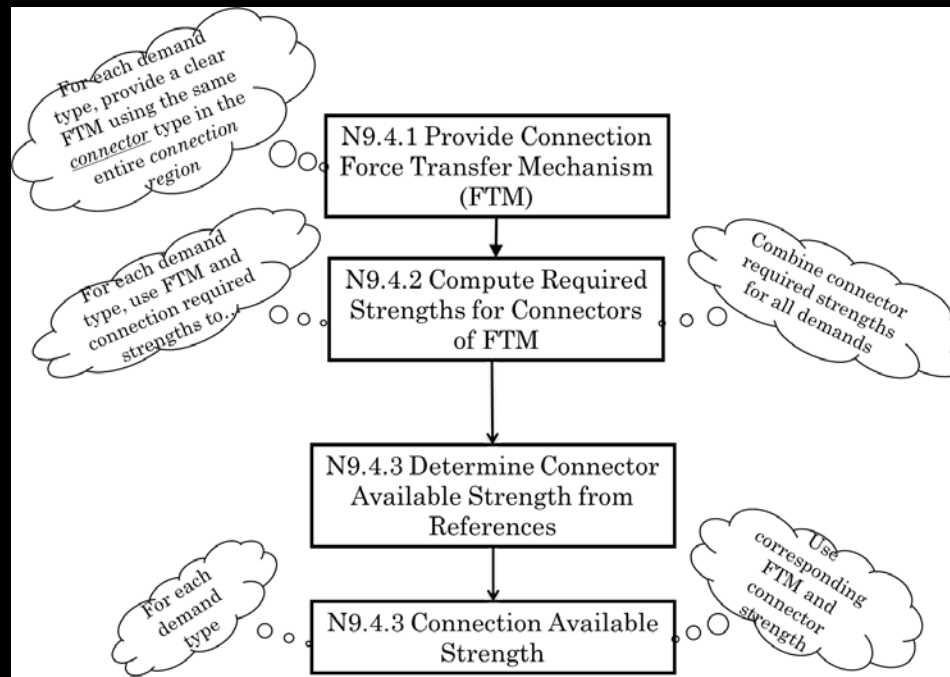 For each demand
type, provide a clear
FTM using the same
connector type in the
entire connection
region
N9.4.1 Provide Connection
Force Transfer Mechanism
(FTM)
For each demand
type, use FTM and
connection required
strengths to...
N9.4.2 Compute Required
Strengths for Connectors
of FTM
Combine connector
required strengths
for all demands
N9.4.3 Determine Connector
Available Strength from
References
For each
demand
type
N9.4.3 Connection Available
Strength
Use
corresponding
FTM and
connector
strength